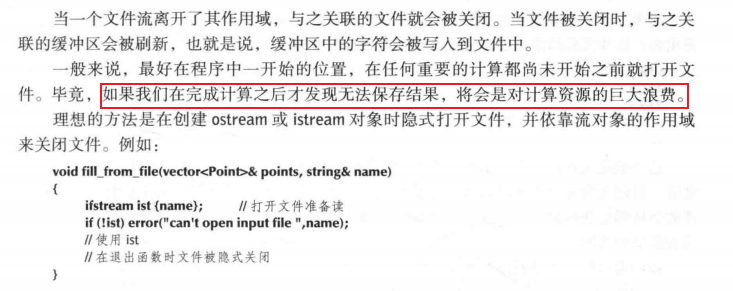 当一个文件流离开了其作用域，与之关联的文件就会被关闭。当文件被关闭时，与之关
联的缓冲区会被刷新，也就是说，缓冲区中的字符会被写入到文件中。
一般来说，最好在程序中一开始的位置，在任何重要的计算都尚未开始之前就打开文
件。毕竟，如果我们在完成计算之后才发现无法保存结果，将会是对计算资源的巨大浪费。
理想的方法是在创建 ostream 或 istream 对象时隐式打开文件，并依靠流对象的作用域
来关闭文件。例如：
void fill_from_file(vector<Point>& points, string& name)
{
ifstream ist {name}; // 打开文件准备读
if (!ist) error("can't open input file ",name);
// 使用 ist
// 在退出函数时文件被隐式关闭
}